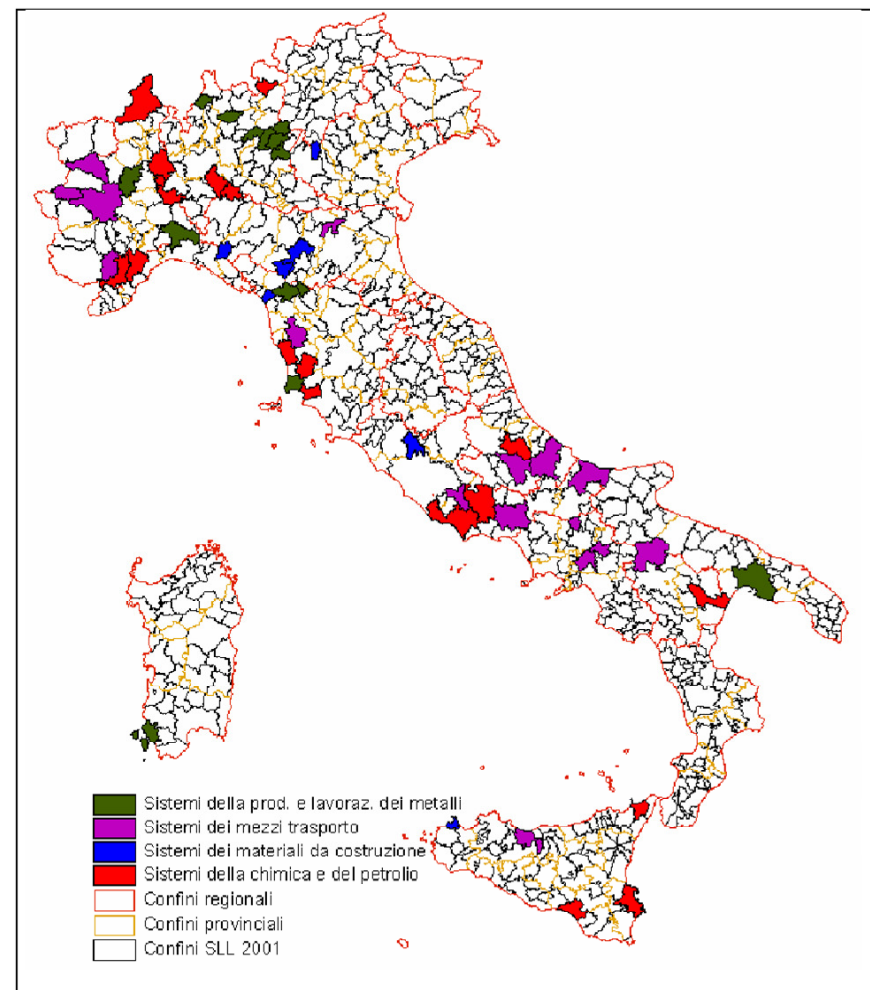 Sistemi della prod. e lavoraz. dei metalli
Sistemi dei mezzi trasporto
Sistemi dei materiali da costruzione
Sistemi della chimica e del petrolio
Confini regionali
Confini provinciali
Confini SLL 2001